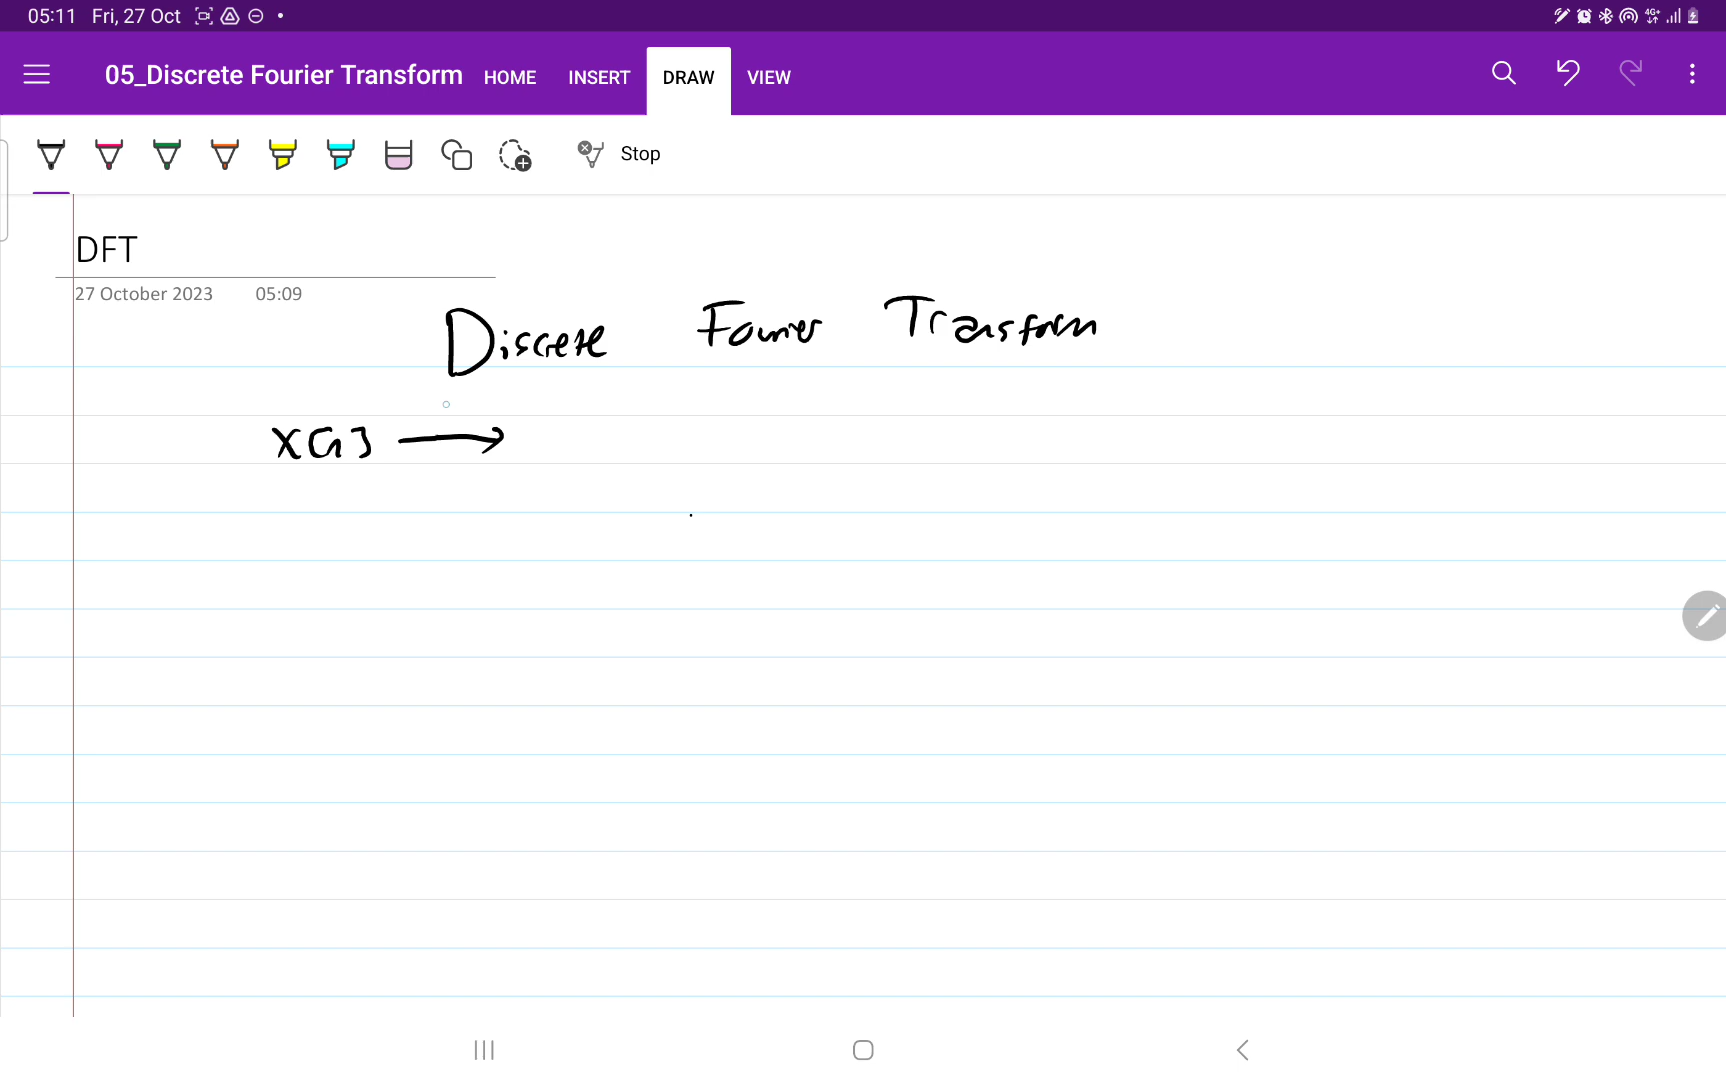 05:11 Fri, 27 Oct 4G+
05_Discrete Fourier Transform HOME INSERT DRAW VIEW
Stop
DFT
27 October 2023 05:09
Discrete Fourier Transform
x[n] →